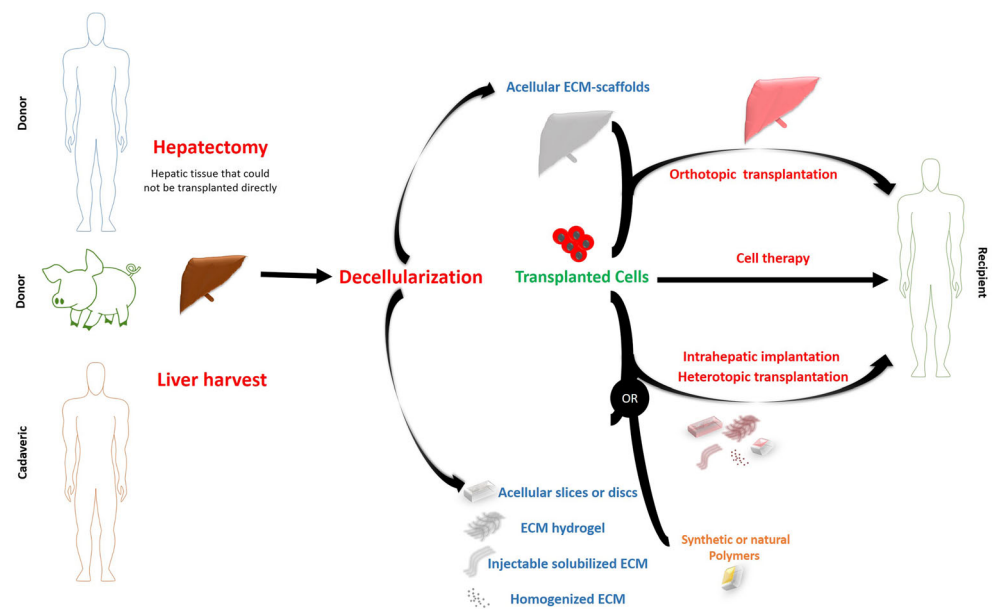 Donor
Hepatectomy
Hepatic tissue that could
not be transplanted directly
Donor
Liver harvest
Cadaveric
Decellularization
Acellular ECM-scaffolds
Transplanted Cells
Orthotopic transplantation
Cell therapy
Intrahepatic implantation
Heterotopic transplantation
OR
Recipient
Acellular slices or discs
ECM hydrogel
Injectable solubilized ECM
Homogenized ECM
Synthetic or natural
Polymers